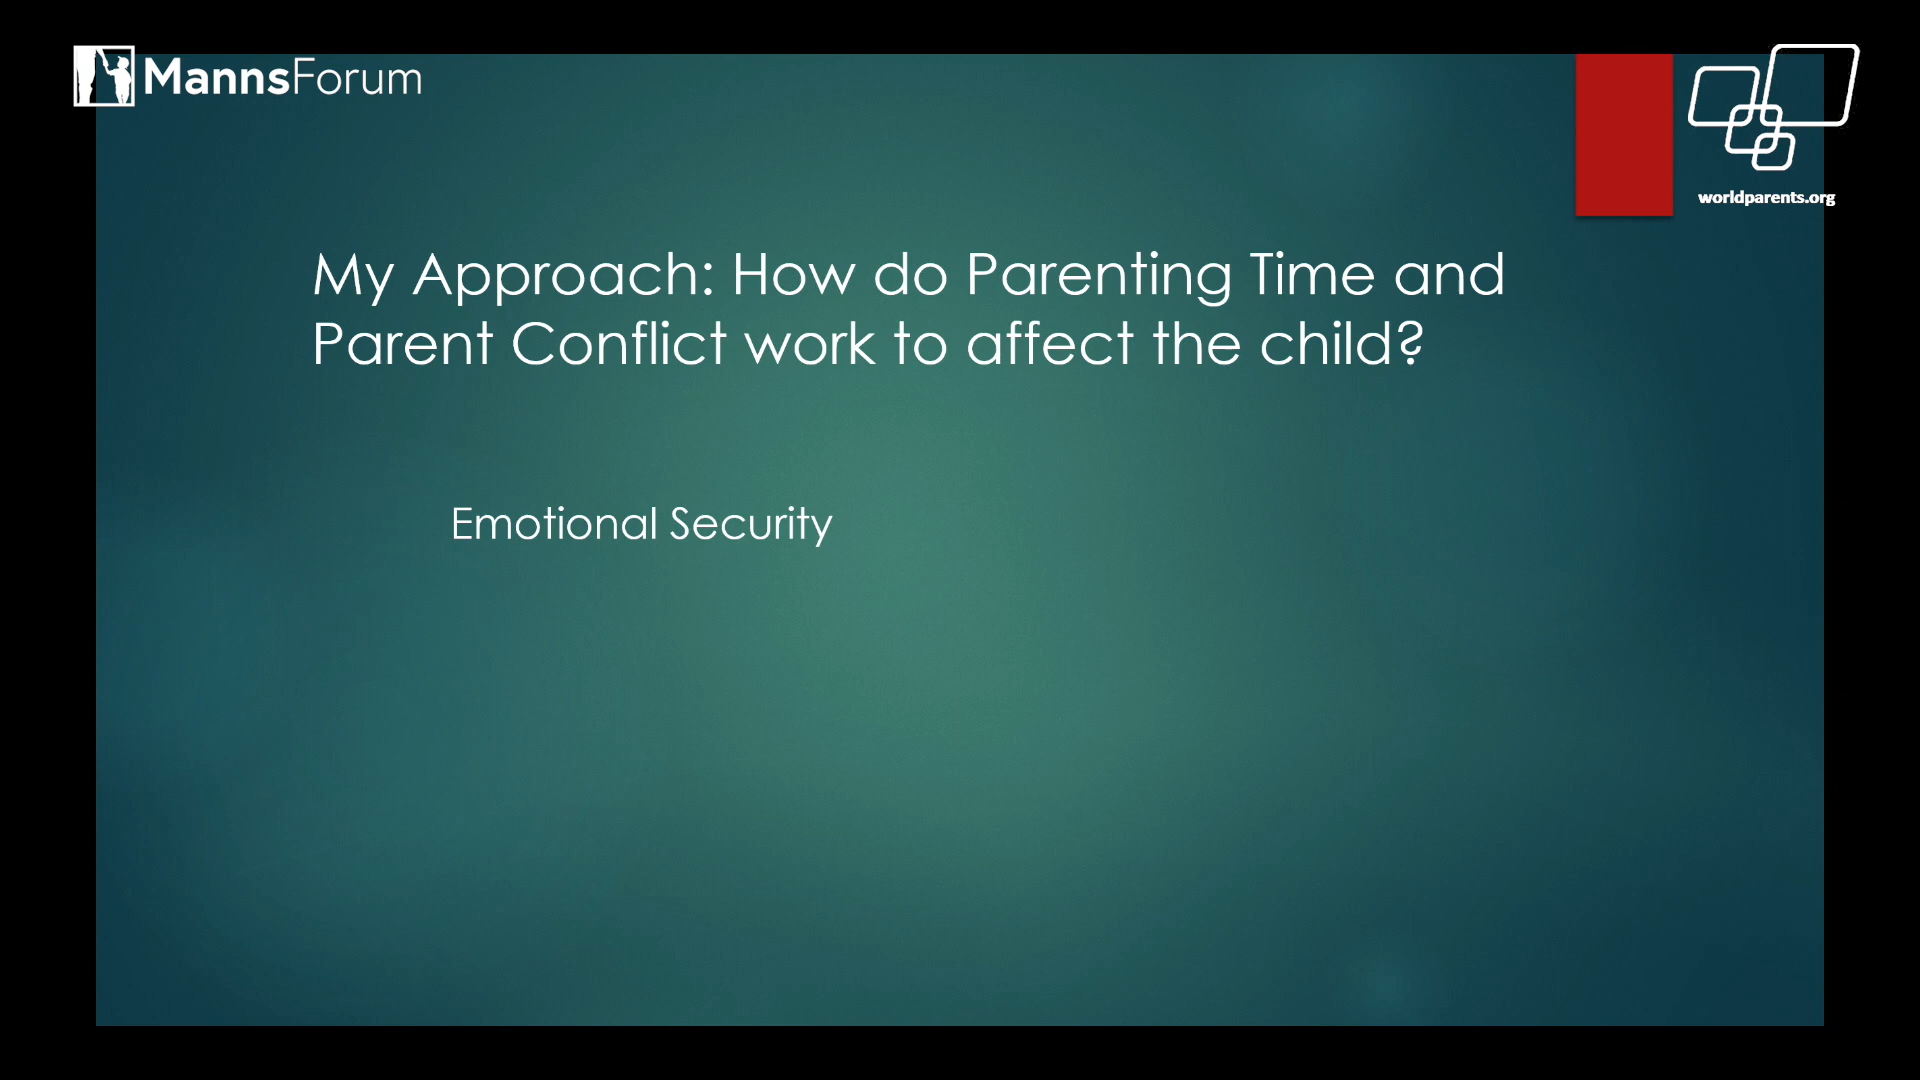 MannsForum
worldparents.org
My Approach: How do Parenting Time and
Parent Conflict work to affect the child?
Emotional Security